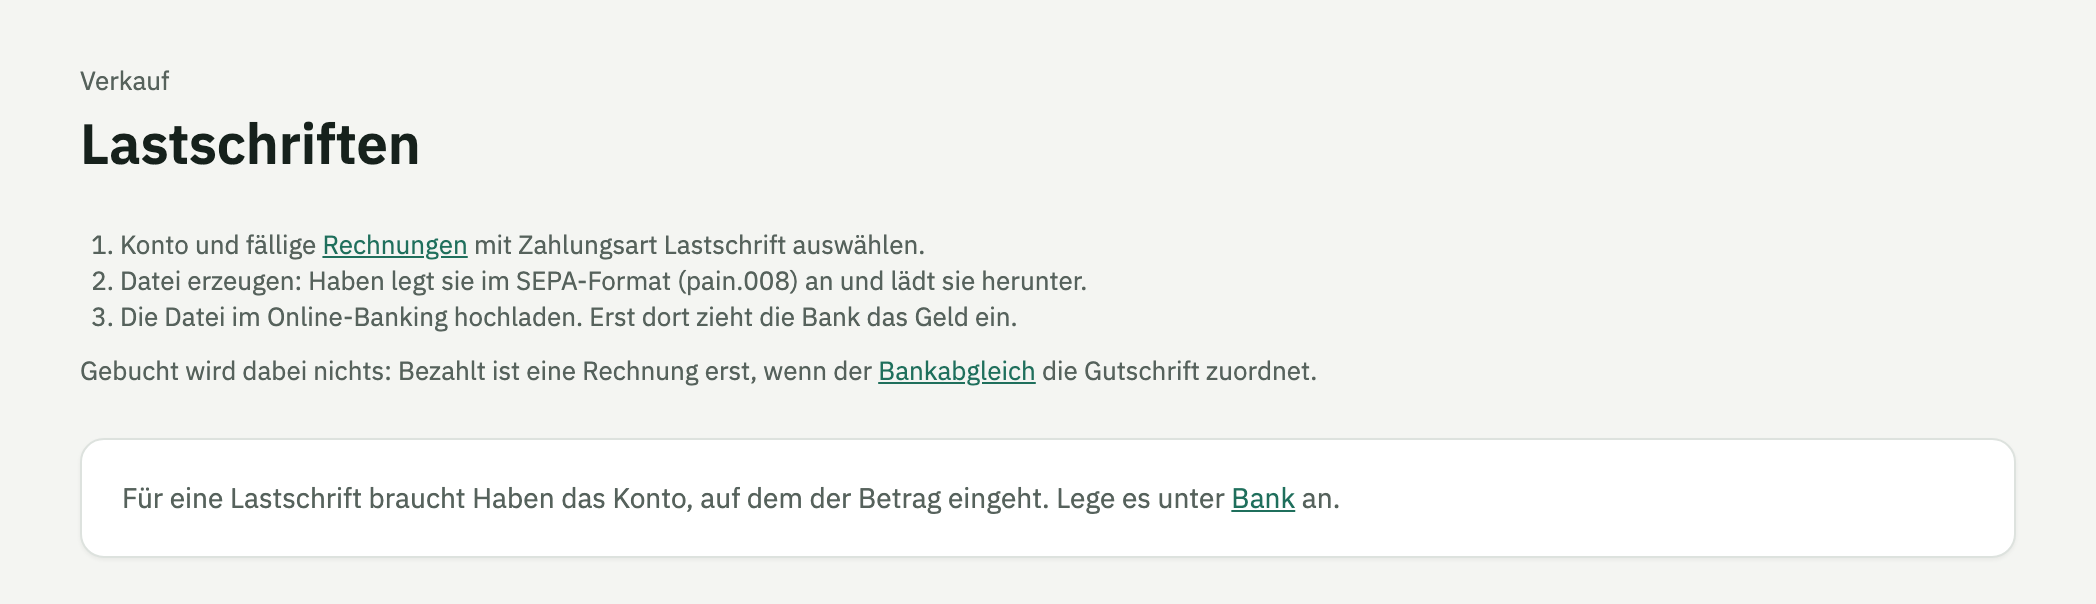 Verkauf
Lastschriften
1. Konto und fällige Rechnungen mit Zahlungsart Lastschrift auswählen.
2. Datei erzeugen: Haben legt sie im SEPA-Format (pain.008) an und lädt sie herunter.
3. Die Datei im Online-Banking hochladen. Erst dort zieht die Bank das Geld ein.
Gebucht wird dabei nichts: Bezahlt ist eine Rechnung erst, wenn der Bankabgleich die Gutschrift zuordnet.
Für eine Lastschrift braucht Haben das Konto, auf dem der Betrag eingeht. Lege es unter Bank an.